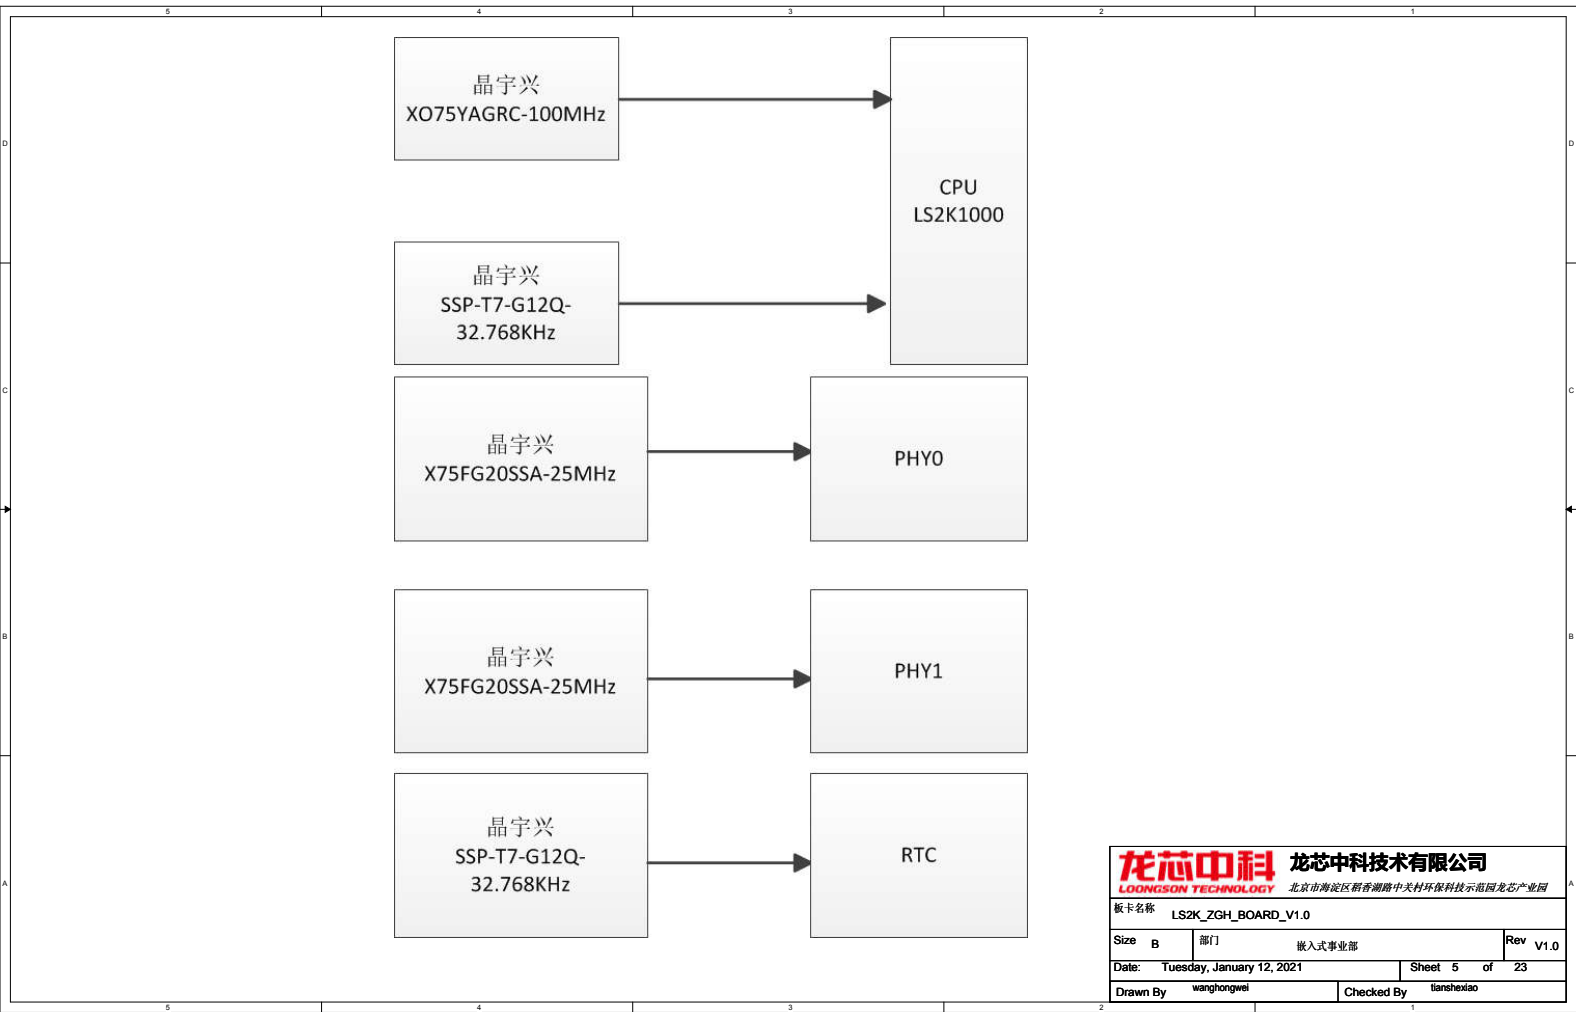 5 4 3 2 1
D D
C C
B B
A A
晶宇兴
XO75YAGRC-100MHz
CPU
LS2K1000
晶宇兴
SSP-T7-G12Q-
32.768KHz
晶宇兴
X75FG20SSA-25MHz
PHY0
晶宇兴
X75FG20SSA-25MHz
PHY1
晶宇兴
SSP-T7-G12Q-
32.768KHz
RTC
龙芯中科
LOONGSON TECHNOLOGY
龙芯中科技术有限公司
北京市海淀区稻香湖路中关村环保科技示范园龙芯产业园
板卡名称 LS2K_ZGH_BOARD_V1.0
Size B 部门 嵌入式事业部 Rev V1.0
Date: Tuesday, January 12, 2021 Sheet 5 of 23
Drawn By wanghongwei Checked By tianshexiao
5 4 3 2 1